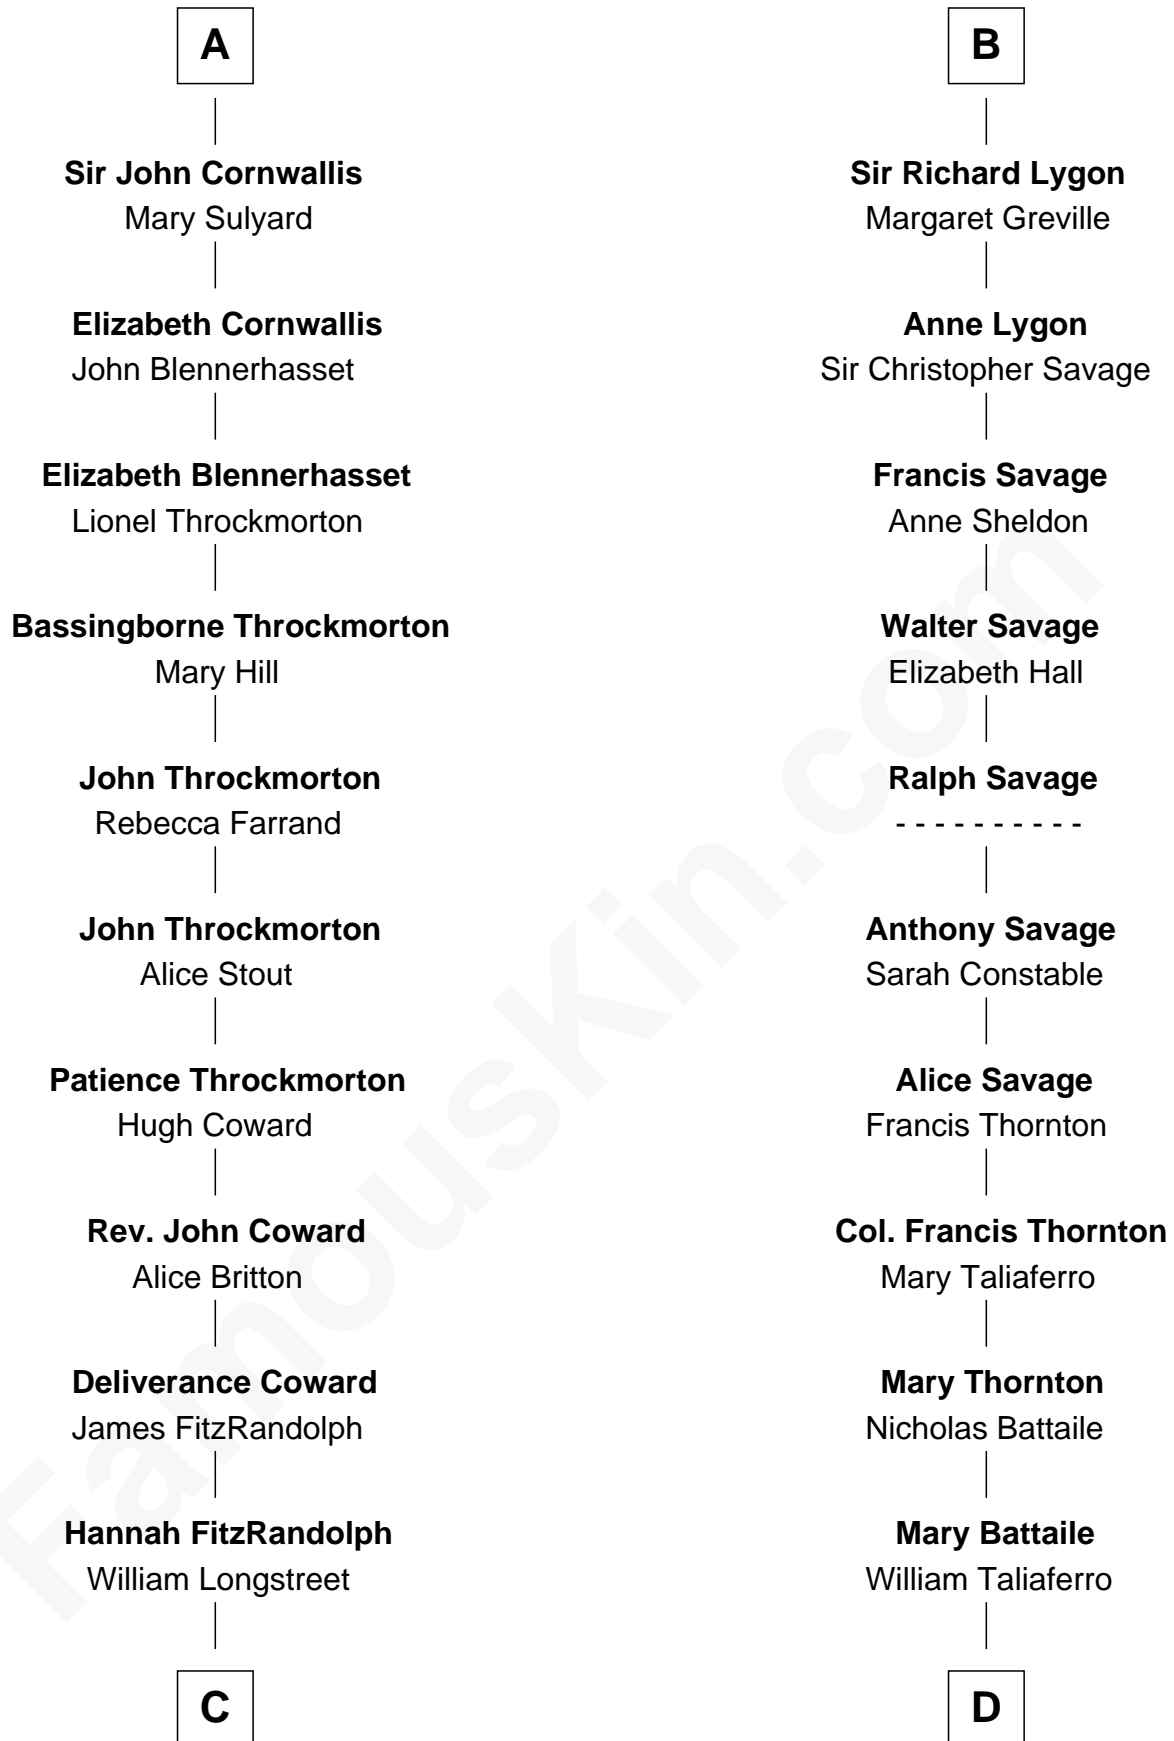 A
Sir John Cornwallis
Mary Sulyard
Elizabeth Cornwallis
John Blennerhasset
Elizabeth Blennerhasset
Lionel Throckmorton
Bassingborne Throckmorton
Mary Hill
John Throckmorton
Rebecca Farrand
John Throckmorton
Alice Stout
Patience Throckmorton
Hugh Coward
Rev. John Coward
Alice Britton
Deliverance Coward
James FitzRandolph
Hannah FitzRandolph
William Longstreet
C
B
Sir Richard Lygon
Margaret Greville
Anne Lygon
Sir Christopher Savage
Francis Savage
Anne Sheldon
Walter Savage
Elizabeth Hall
Ralph Savage
- - - - - - - - - -
Anthony Savage
Sarah Constable
Alice Savage
Francis Thornton
Col. Francis Thornton
Mary Taliaferro
Mary Thornton
Nicholas Battaile
Mary Battaile
William Taliaferro
D
FamousKin.com